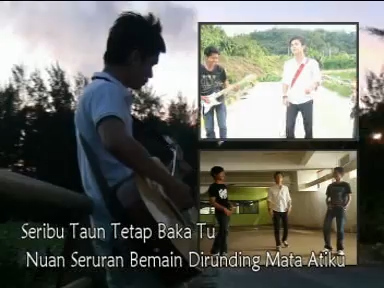 Seribu Taun Tetap Baka Tu
Nuan Seruran Bemain Dirunding Mata Atiku